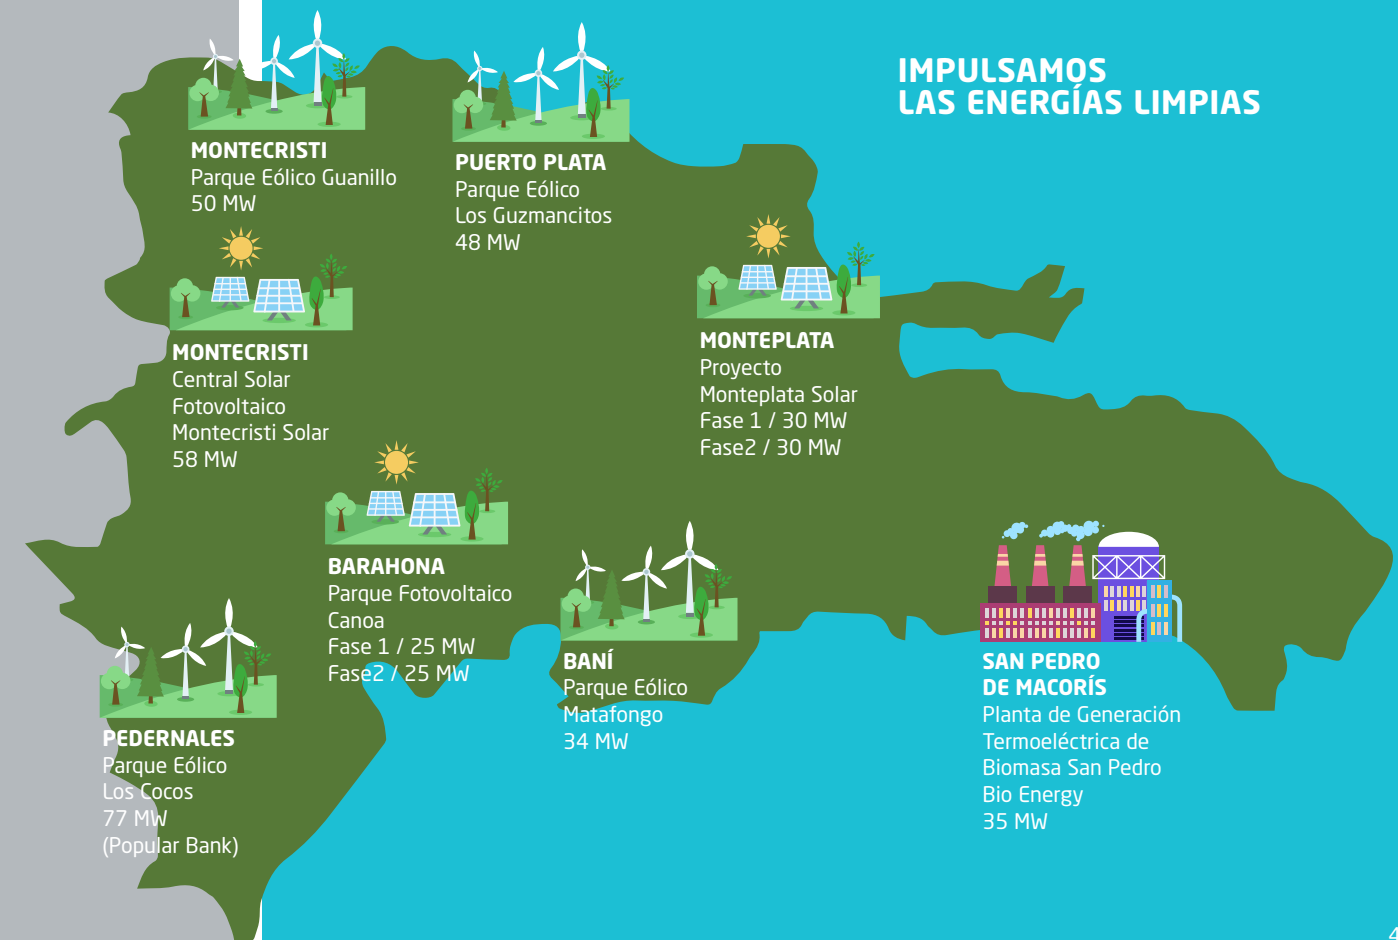 IMPULSAMOS
LAS ENERGÍAS LIMPIAS
MONTECRISTI
Parque Eólico Guanillo
50 MW
PUERTO PLATA
Parque Eólico
Los Guzmancitos
48 MW
MONTECRISTI
Central Solar
Fotovoltaico
Montecristi Solar
58 MW
MONTEPLATA
Proyecto
Monteplata Solar
Fase 1 / 30 MW
Fase2 / 30 MW
BARAHONA
Parque Fotovoltaico
Canoa
Fase 1 / 25 MW
Fase2 / 25 MW
BANÍ
Parque Eólico
Matafongo
34 MW
SAN PEDRO
DE MACORÍS
Planta de Generación
Termoeléctrica de
Biomasa San Pedro
Bio Energy
35 MW
PEDERNALES
Parque Eólico
Los Cocos
77 MW
(Popular Bank)